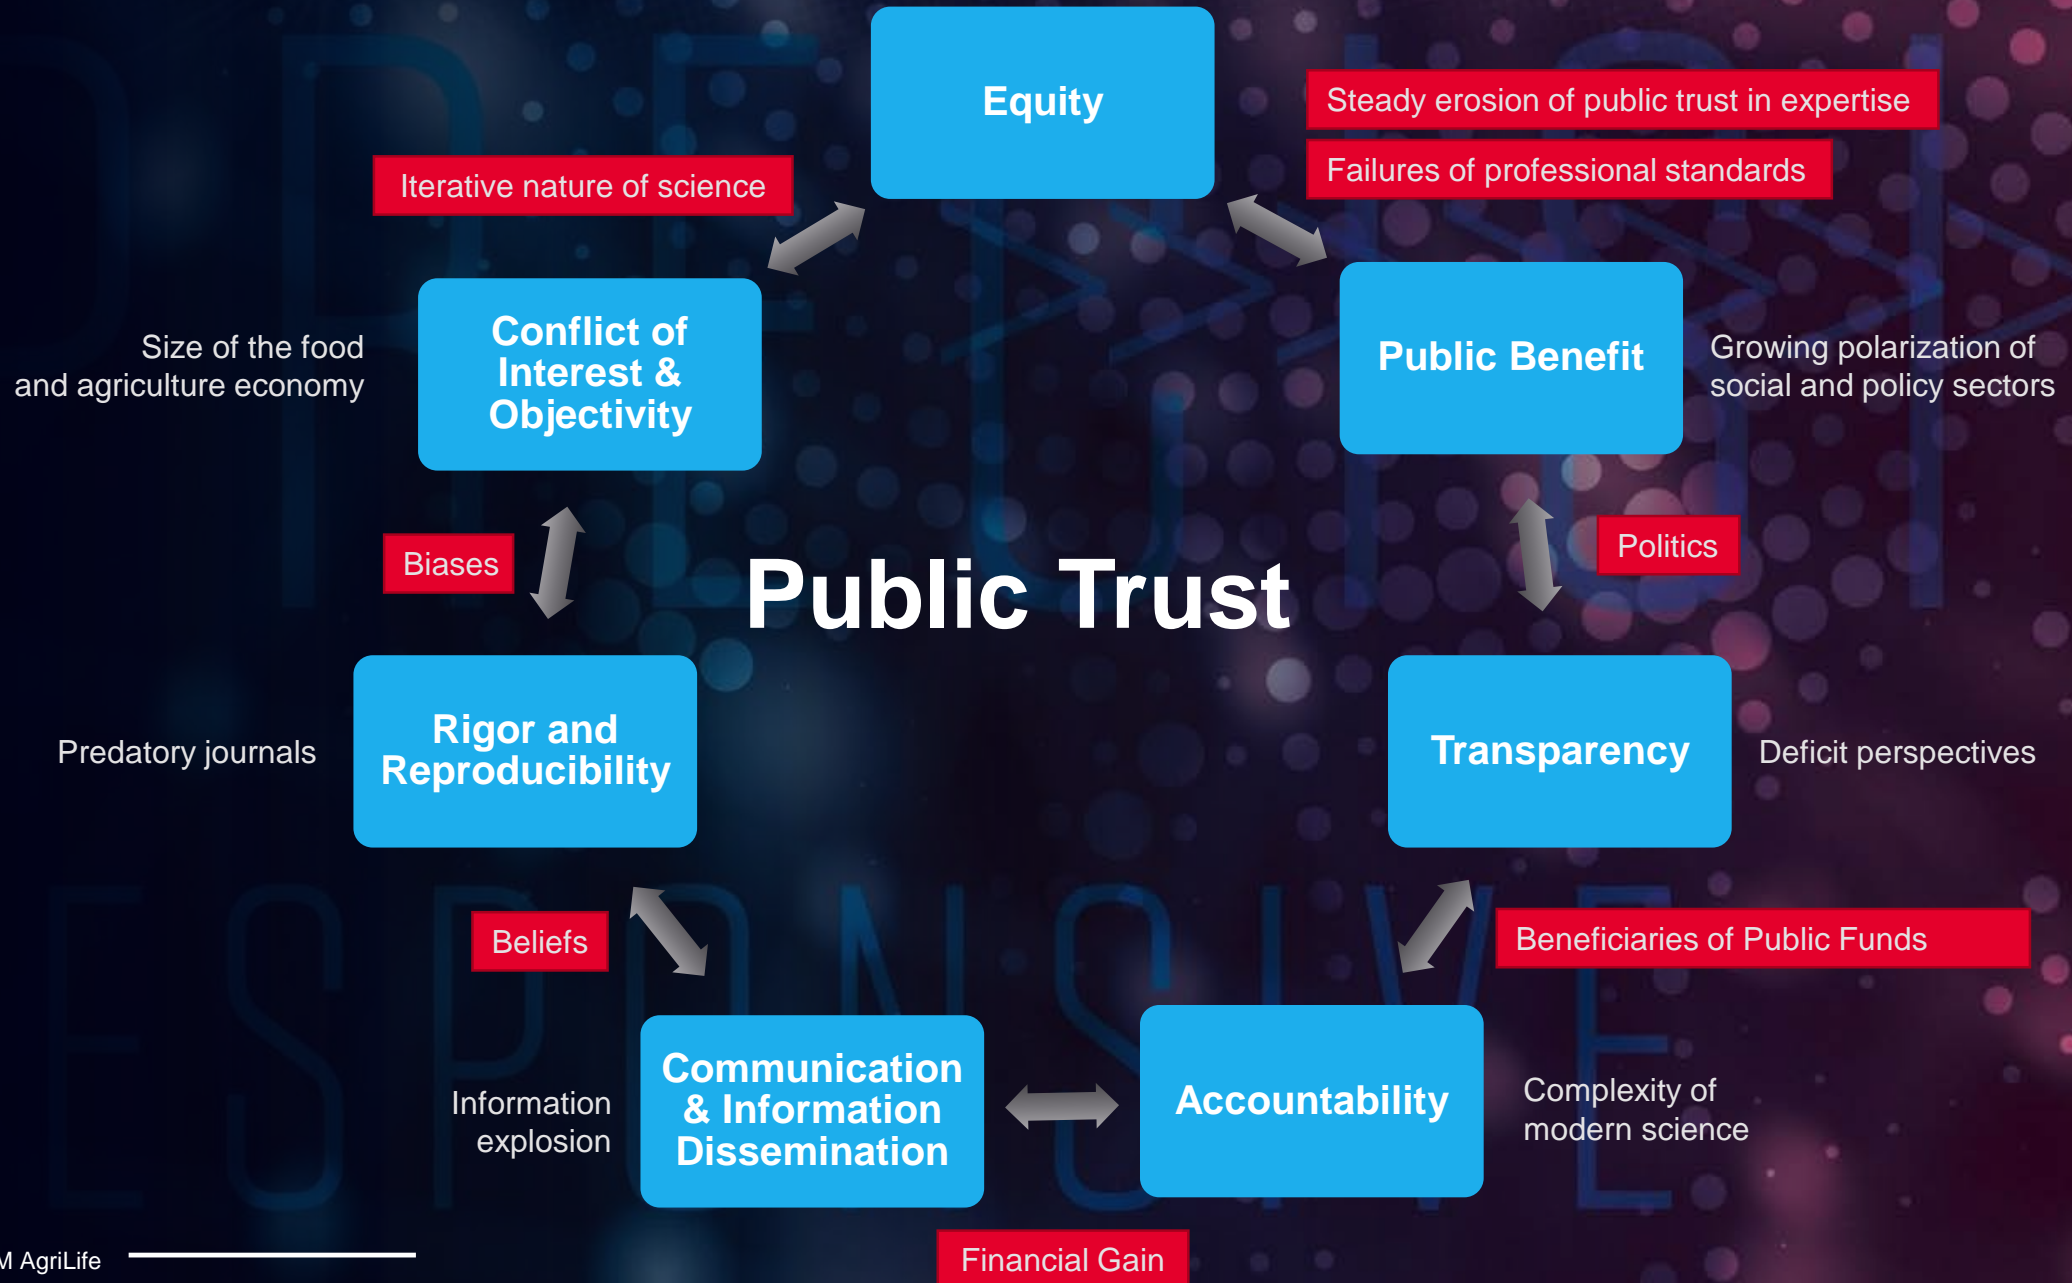 Equity
Steady erosion of public trust in expertise
Failures of professional standards
Iterative nature of science
Conflict of
Interest &
Objectivity
Size of the food
and agriculture economy
Public Benefit
Growing polarization of
social and policy sectors
Biases
Politics
Public Trust
Rigor and
Reproducibility
Predatory journals
Transparency
Deficit perspectives
Beliefs
Beneficiaries of Public Funds
Communication
& Information
Dissemination
Information
explosion
Accountability
Complexity of
modern science
Financial Gain
M AgriLife